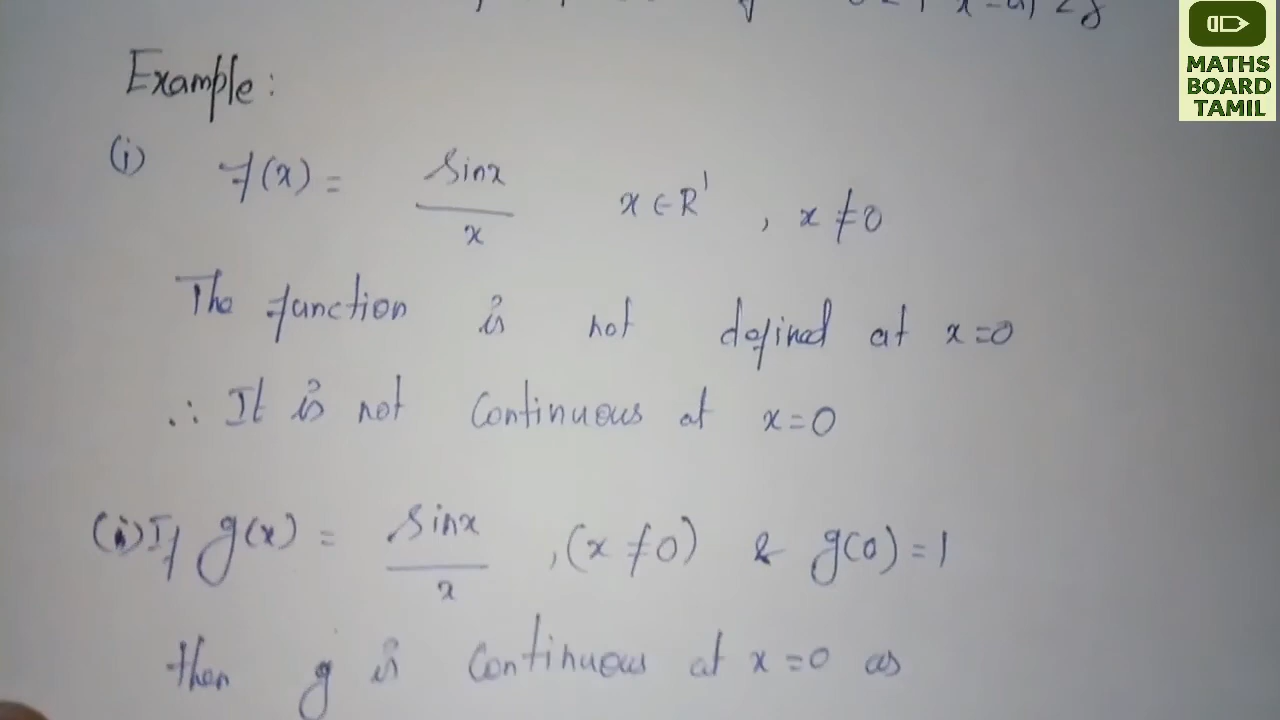 0 < | x-a| < δ
MATHS
BOARD
TAMIL
Example:
(i) f(x) = sinx / x x ∈ R¹ , x ≠ 0
The function is not defined at x=0
∴ It is not continuous at x=0
(ii) If g(x) = sinx / x , (x ≠ 0) & g(0) = 1
then g is continuous at x=0 as